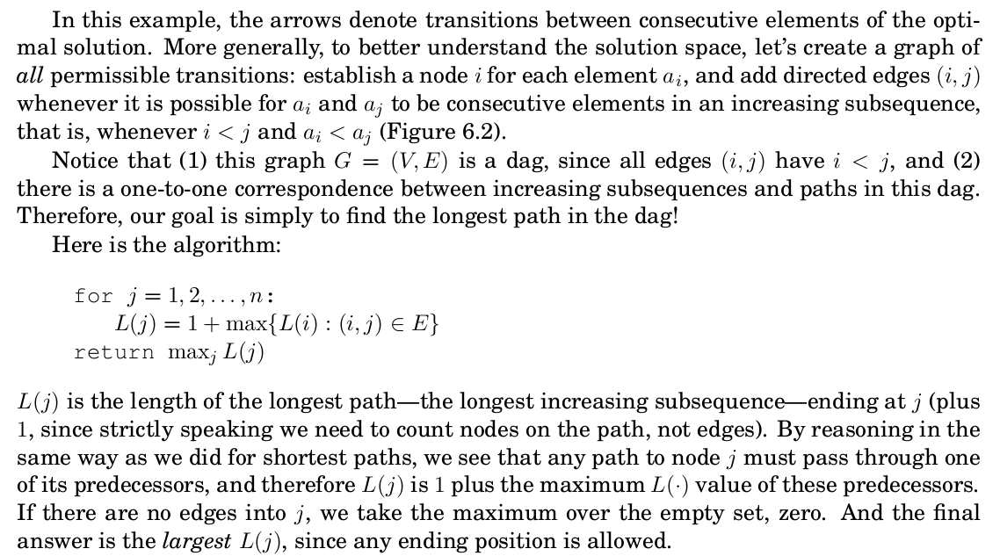 In this example, the arrows denote transitions between consecutive elements of the opti-
mal solution. More generally, to better understand the solution space, let's create a graph of
all permissible transitions: establish a node i for each element aᵢ, and add directed edges (i, j)
whenever it is possible for aᵢ and aⱼ to be consecutive elements in an increasing subsequence,
that is, whenever i < j and aᵢ < aⱼ (Figure 6.2).
Notice that (1) this graph G = (V, E) is a dag, since all edges (i, j) have i < j, and (2)
there is a one-to-one correspondence between increasing subsequences and paths in this dag.
Therefore, our goal is simply to find the longest path in the dag!
Here is the algorithm:
for j = 1, 2, . . . , n:
L(j) = 1 + max{L(i) : (i, j) ∈ E}
return maxⱼ L(j)
L(j) is the length of the longest path—the longest increasing subsequence—ending at j (plus
1, since strictly speaking we need to count nodes on the path, not edges). By reasoning in the
same way as we did for shortest paths, we see that any path to node j must pass through one
of its predecessors, and therefore L(j) is 1 plus the maximum L(·) value of these predecessors.
If there are no edges into j, we take the maximum over the empty set, zero. And the final
answer is the largest L(j), since any ending position is allowed.